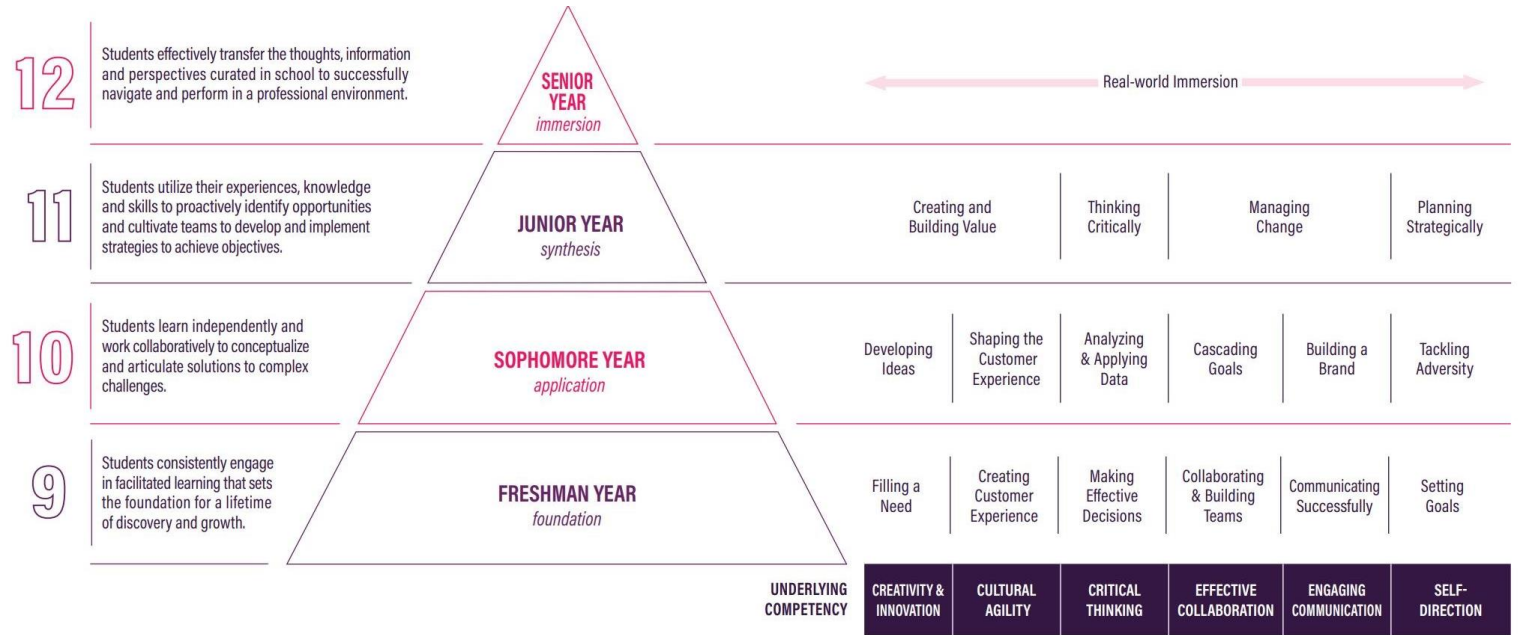 12
Students effectively transfer the thoughts, information
and perspectives curated in school to successfully
navigate and perform in a professional environment.
SENIOR
YEAR
immersion
Real-world Immersion
11
Students utilize their experiences, knowledge
and skills to proactively identify opportunities
and cultivate teams to develop and implement
strategies to achieve objectives.
JUNIOR YEAR
synthesis
Creating and
Building Value
Thinking
Critically
Managing
Change
Planning
Strategically
10
Students learn independently and
work collaboratively to conceptualize
and articulate solutions to complex
challenges.
SOPHOMORE YEAR
application
Developing
Ideas
Shaping the
Customer
Experience
Analyzing
& Applying
Data
Cascading
Goals
Building a
Brand
Tackling
Adversity
9
Students consistently engage
in facilitated learning that sets
the foundation for a lifetime
of discovery and growth.
FRESHMAN YEAR
foundation
Filling a
Need
Creating
Customer
Experience
Making
Effective
Decisions
Collaborating
& Building
Teams
Communicating
Successfully
Setting
Goals
UNDERLYING
COMPETENCY
CREATIVITY &
INNOVATION
CULTURAL
AGILITY
CRITICAL
THINKING
EFFECTIVE
COLLABORATION
ENGAGING
COMMUNICATION
SELF-
DIRECTION